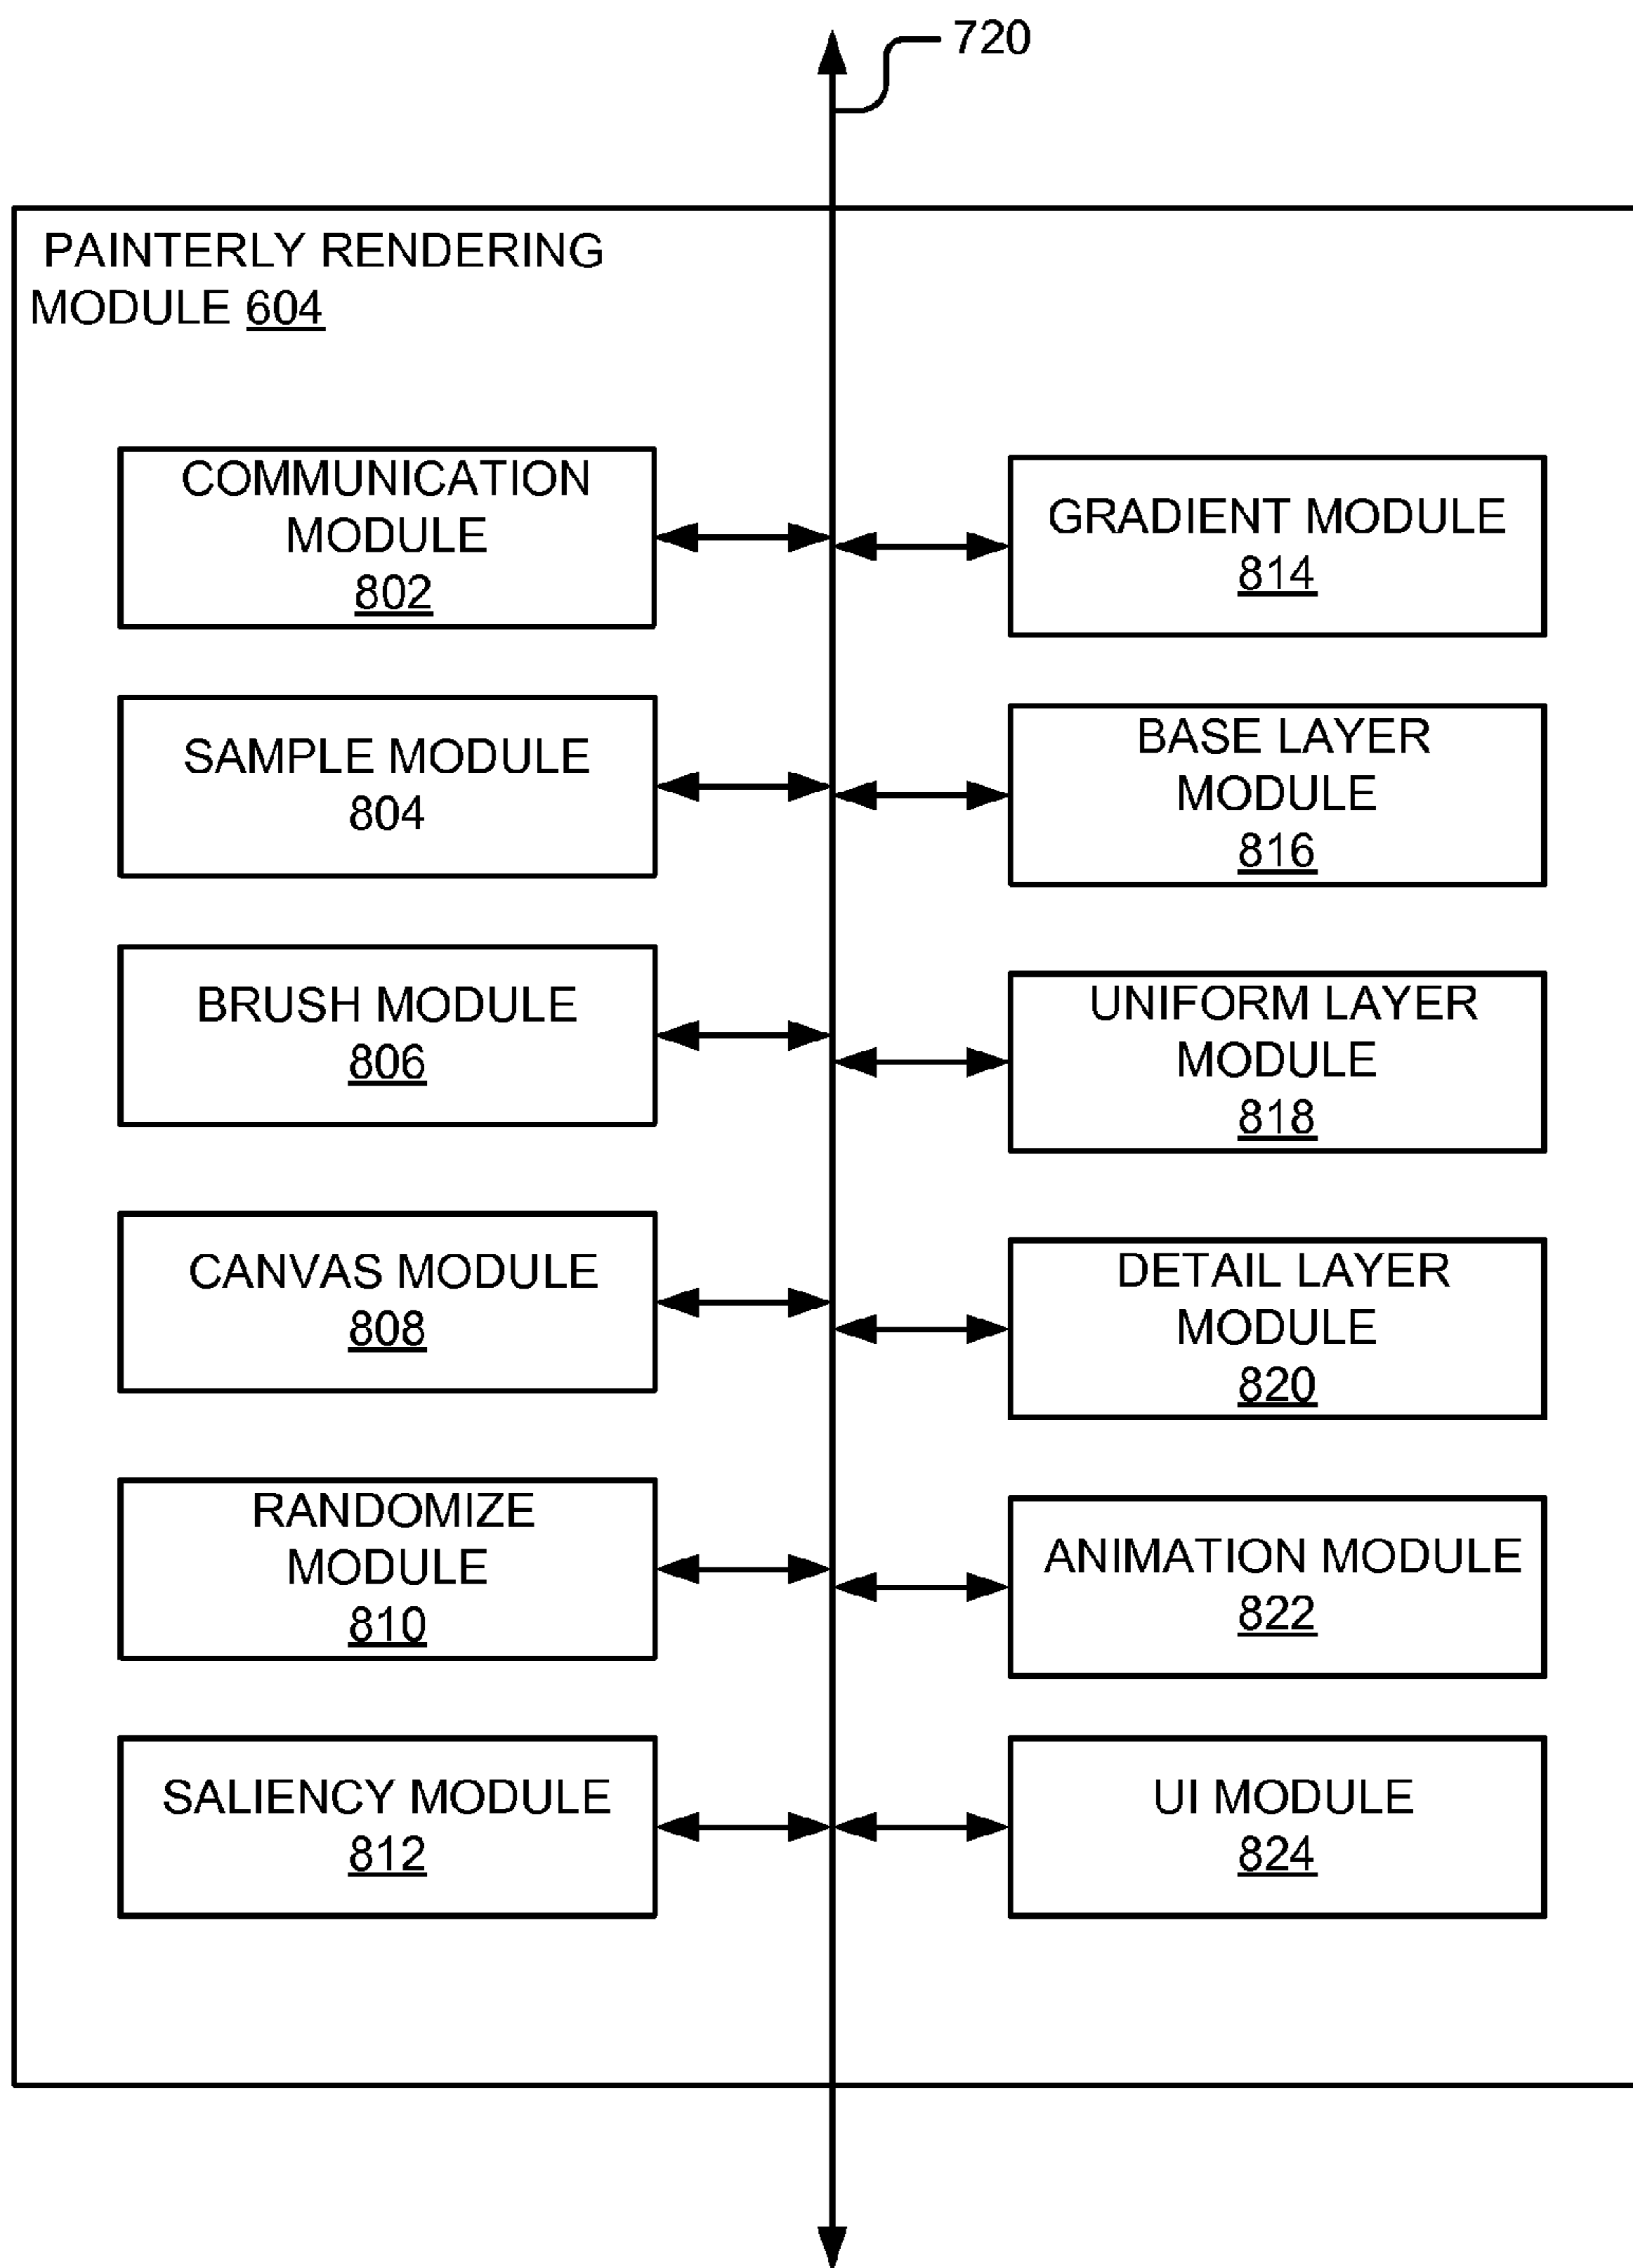 720
PAINTERLY RENDERING
MODULE 604
COMMUNICATION
MODULE
802
SAMPLE MODULE
804
BRUSH MODULE
806
CANVAS MODULE
808
RANDOMIZE
MODULE
810
SALIENCY MODULE
812
GRADIENT MODULE
814
BASE LAYER
MODULE
816
UNIFORM LAYER
MODULE
818
DETAIL LAYER
MODULE
820
ANIMATION MODULE
822
UI MODULE
824